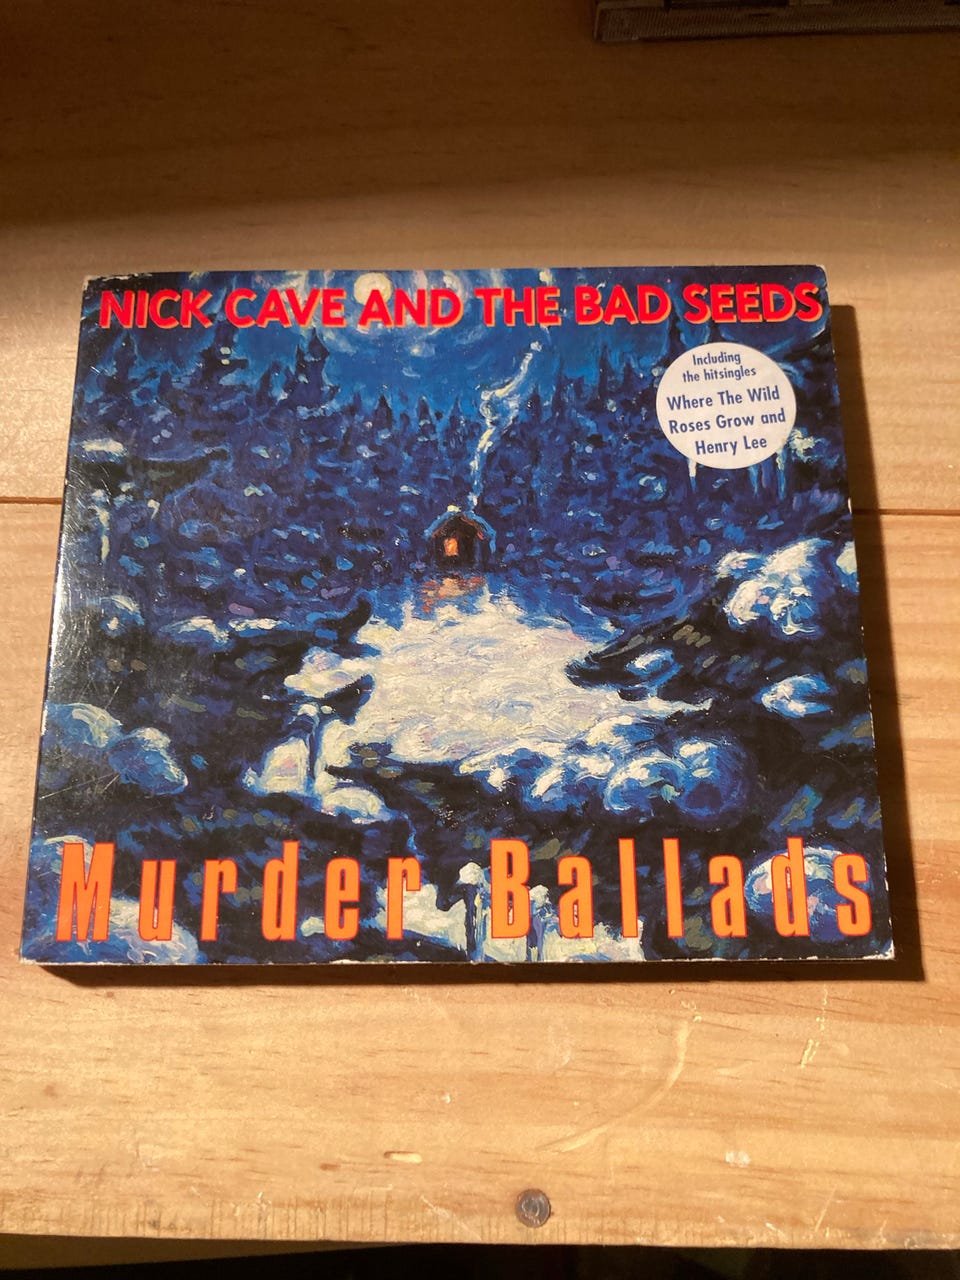 NICK CAVE AND THE BAD SEEDS
Including
the hitsingles
Where The Wild
Roses Grow and
Henry Lee
Murder Ballads